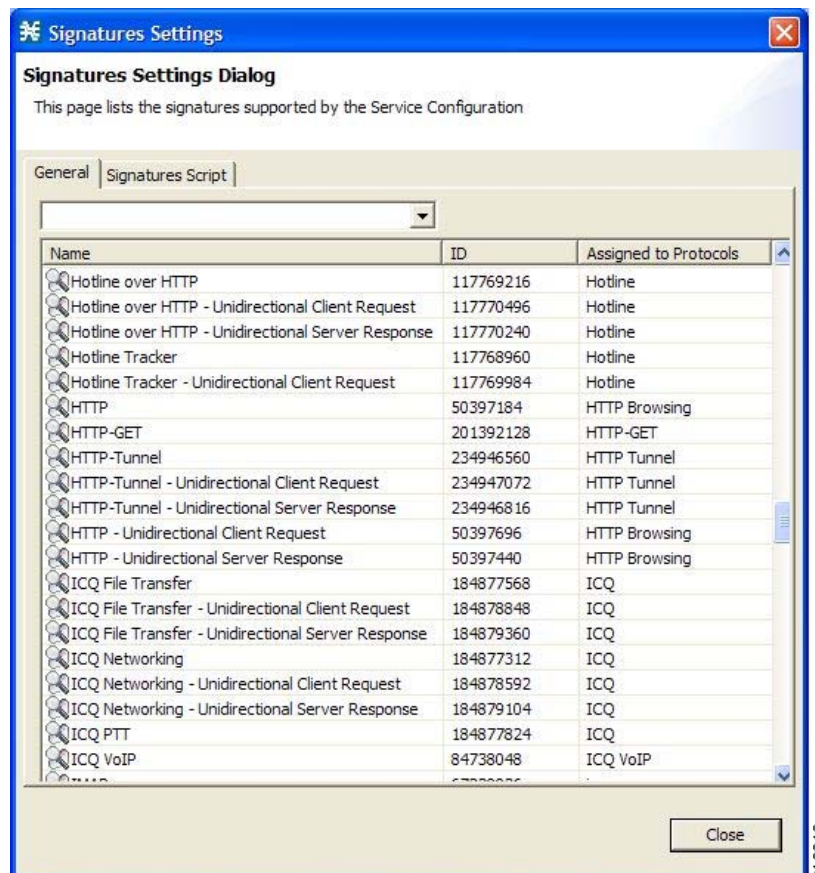 Signatures Settings
Signatures Settings Dialog
This page lists the signatures supported by the Service Configuration
General Signatures Script
Name ID Assigned to Protocols
Hotline over HTTP 117769216 Hotline
Hotline over HTTP - Unidirectional Client Request 117770496 Hotline
Hotline over HTTP - Unidirectional Server Response 117770240 Hotline
Hotline Tracker 117768960 Hotline
Hotline Tracker - Unidirectional Client Request 117769984 Hotline
HTTP 50397184 HTTP Browsing
HTTP-GET 201392128 HTTP-GET
HTTP-Tunnel 234946560 HTTP Tunnel
HTTP-Tunnel - Unidirectional Client Request 234947072 HTTP Tunnel
HTTP-Tunnel - Unidirectional Server Response 234946816 HTTP Tunnel
HTTP - Unidirectional Client Request 50397696 HTTP Browsing
HTTP - Unidirectional Server Response 50397440 HTTP Browsing
ICQ File Transfer 184877568 ICQ
ICQ File Transfer - Unidirectional Client Request 184878848 ICQ
ICQ File Transfer - Unidirectional Server Response 184879360 ICQ
ICQ Networking 184877312 ICQ
ICQ Networking - Unidirectional Client Request 184878592 ICQ
ICQ Networking - Unidirectional Server Response 184879104 ICQ
ICQ PTT 184877824 ICQ
ICQ VoIP 84738048 ICQ VoIP
Close